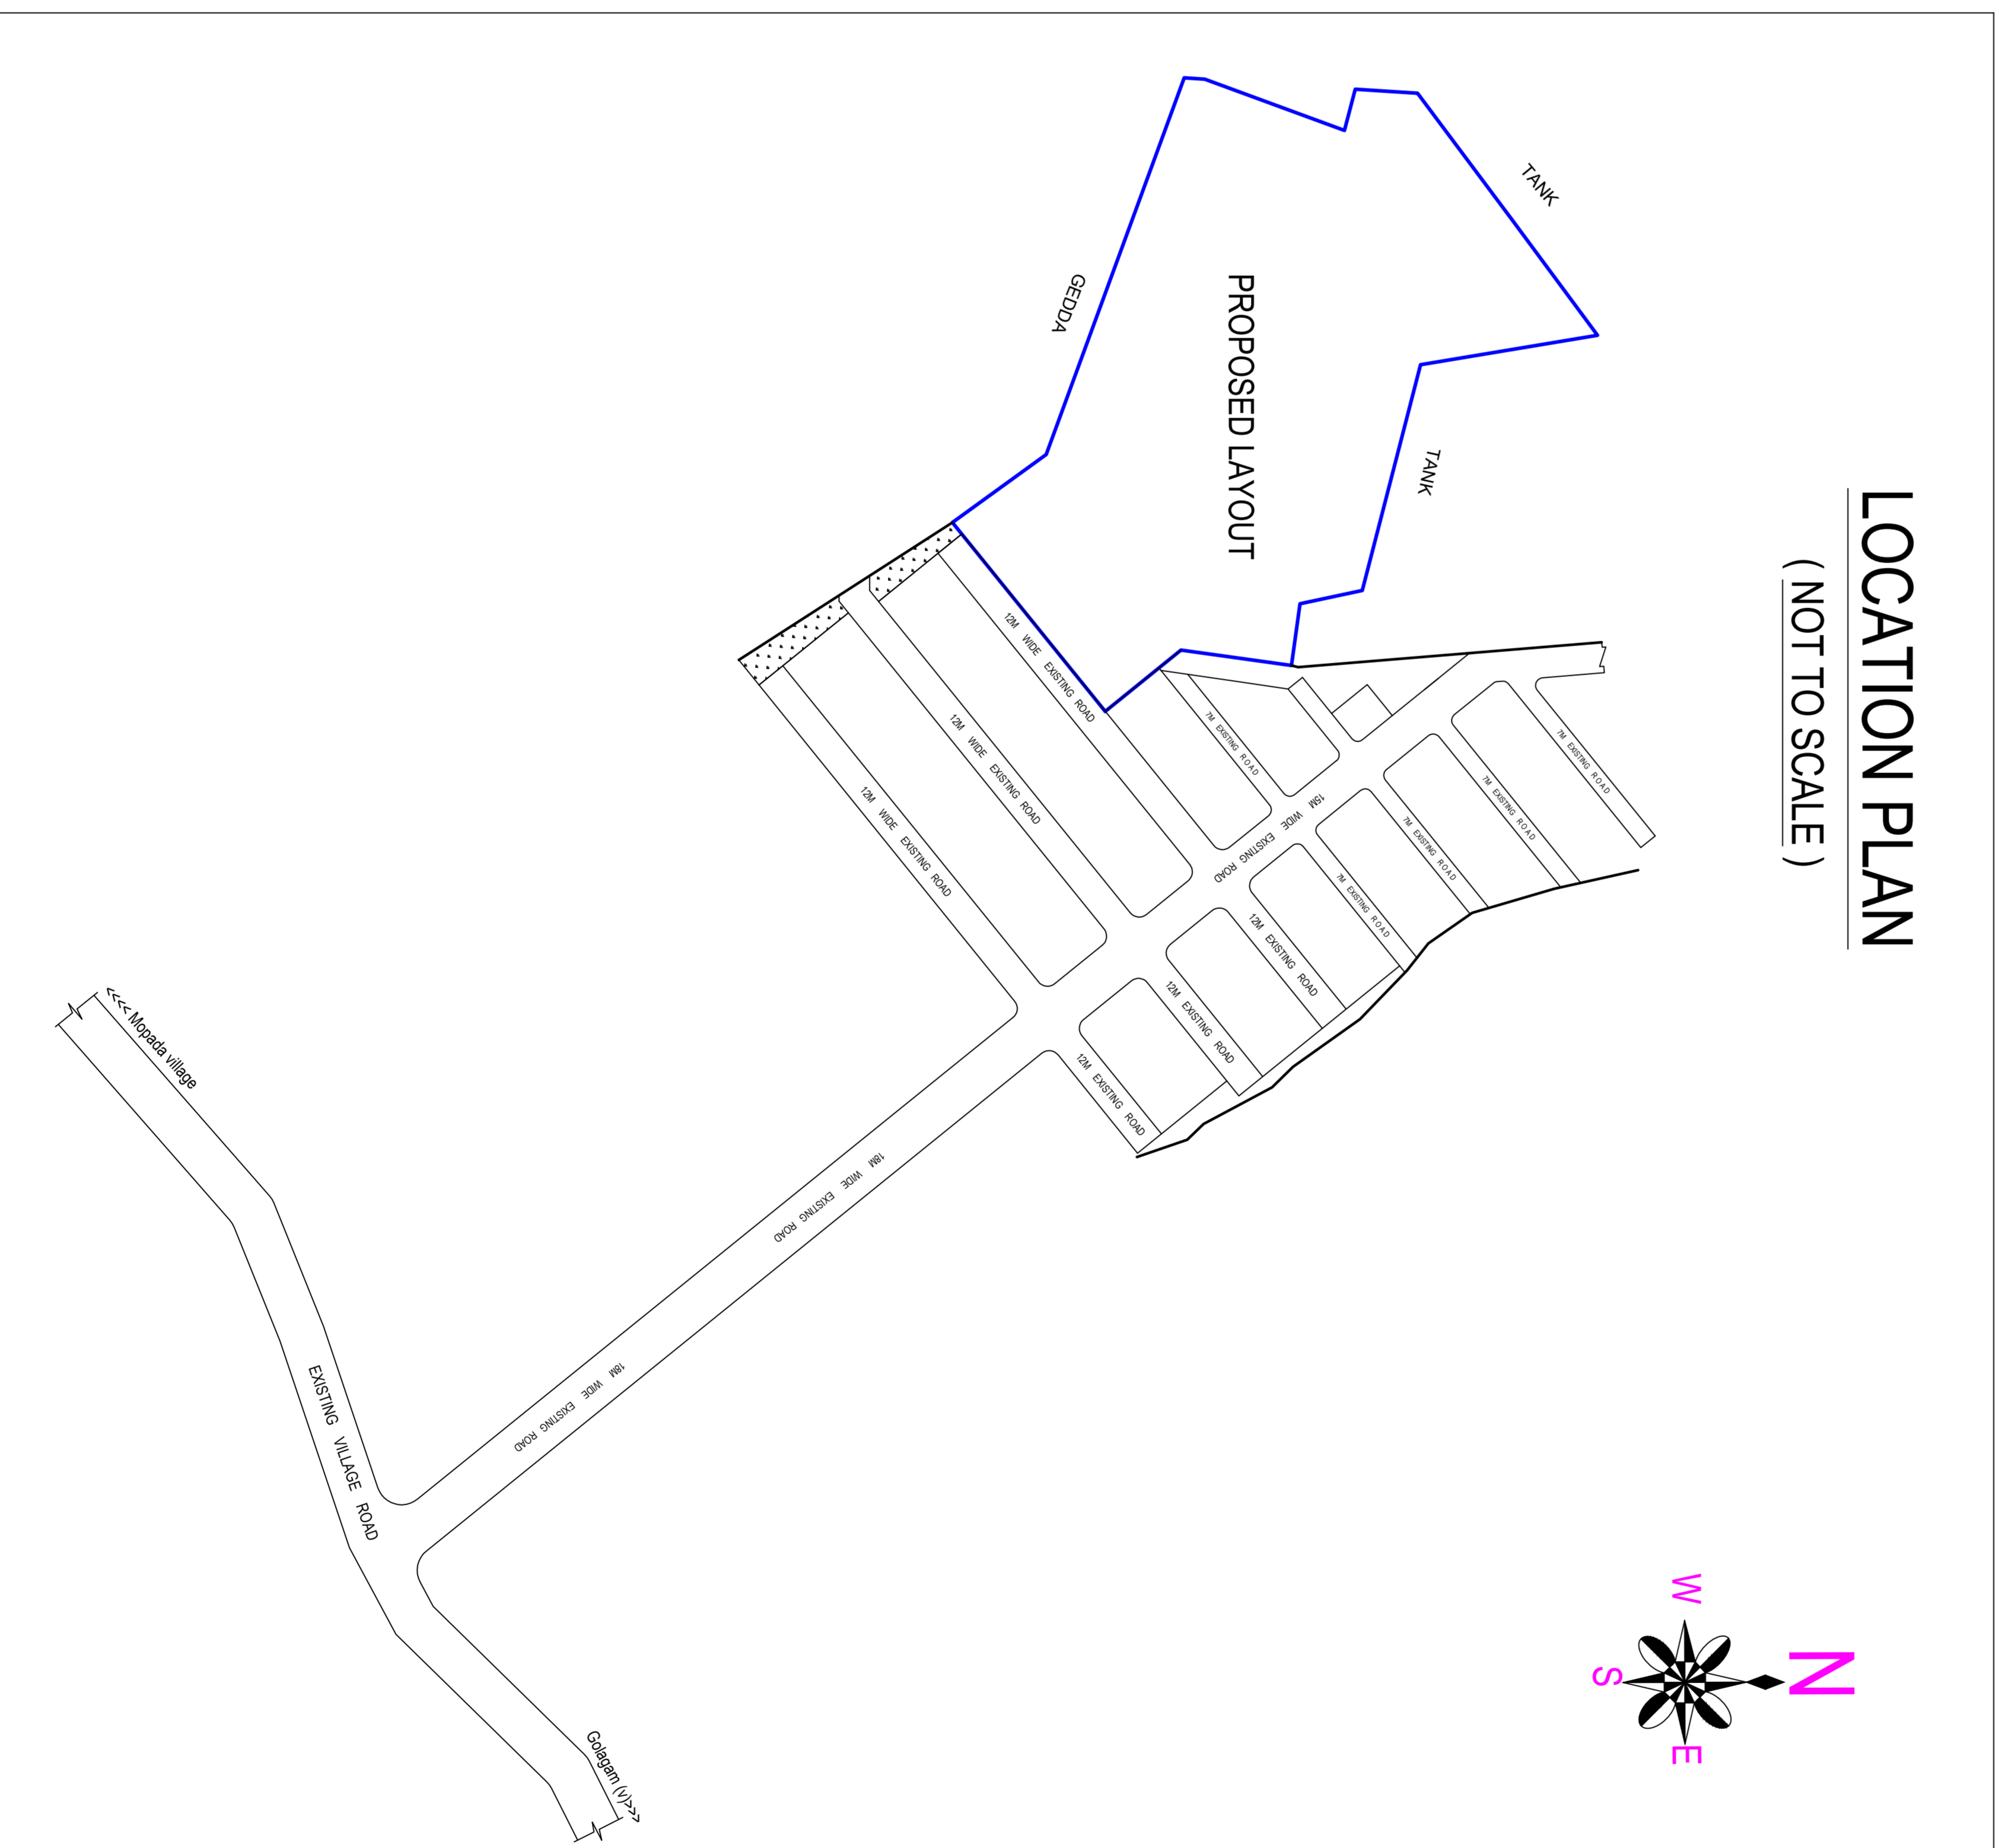 LOCATION PLAN
( NOT TO SCALE )
TANK
TANK
PROPOSED LAYOUT
GEDDA
12M WIDE EXISTING ROAD
12M WIDE EXISTING ROAD
12M WIDE EXISTING ROAD
7M EXISTING ROAD
7M EXISTING ROAD
7M EXISTING ROAD
7M EXISTING ROAD
7M EXISTING ROAD
15M WIDE EXISTING ROAD
12M EXISTING ROAD
12M EXISTING ROAD
12M EXISTING ROAD
18M WIDE EXISTING ROAD
18M WIDE EXISTING ROAD
<<<< Mopada village
EXISTING VILLAGE ROAD
Golagam (v)>>>
N
W
E
S